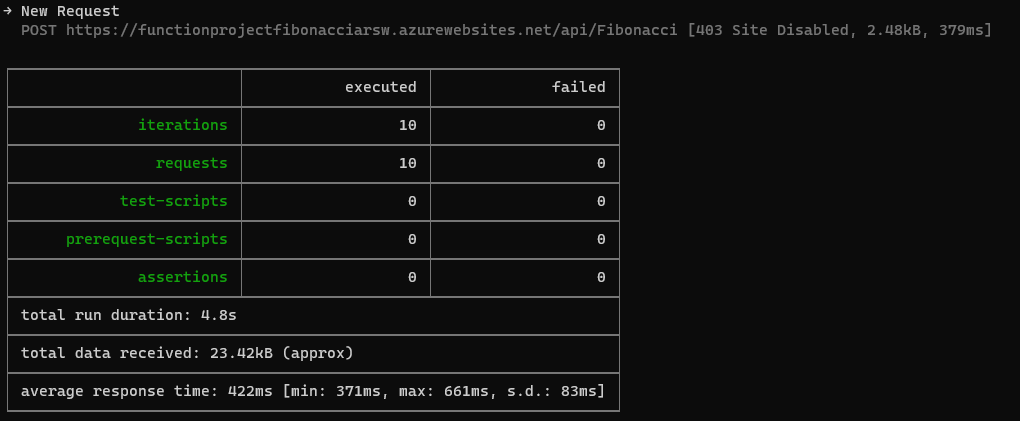 → New Request
POST https://functionprojectfibonacciarsw.azurewebsites.net/api/Fibonacci [403 Site Disabled, 2.48kB, 379ms]
executed failed
iterations 10 0
requests 10 0
test-scripts 0 0
prerequest-scripts 0 0
assertions 0 0
total run duration: 4.8s
total data received: 23.42kB (approx)
average response time: 422ms [min: 371ms, max: 661ms, s.d.: 83ms]